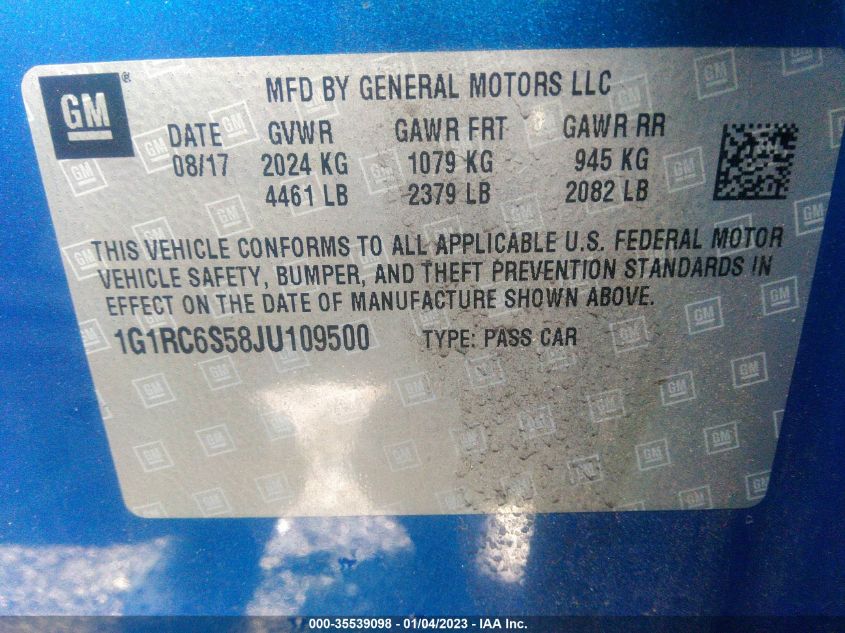 GM ®
MFD BY GENERAL MOTORS LLC
DATE GVWR GAWR FRT GAWR RR
08/17 2024 KG 1079 KG 945 KG
4461 LB 2379 LB 2082 LB
THIS VEHICLE CONFORMS TO ALL APPLICABLE U.S. FEDERAL MOTOR
VEHICLE SAFETY, BUMPER, AND THEFT PREVENTION STANDARDS IN
EFFECT ON THE DATE OF MANUFACTURE SHOWN ABOVE.
1G1RC6S58JU109500 TYPE: PASS CAR
000-35539098 - 01/04/2023 - IAA Inc.